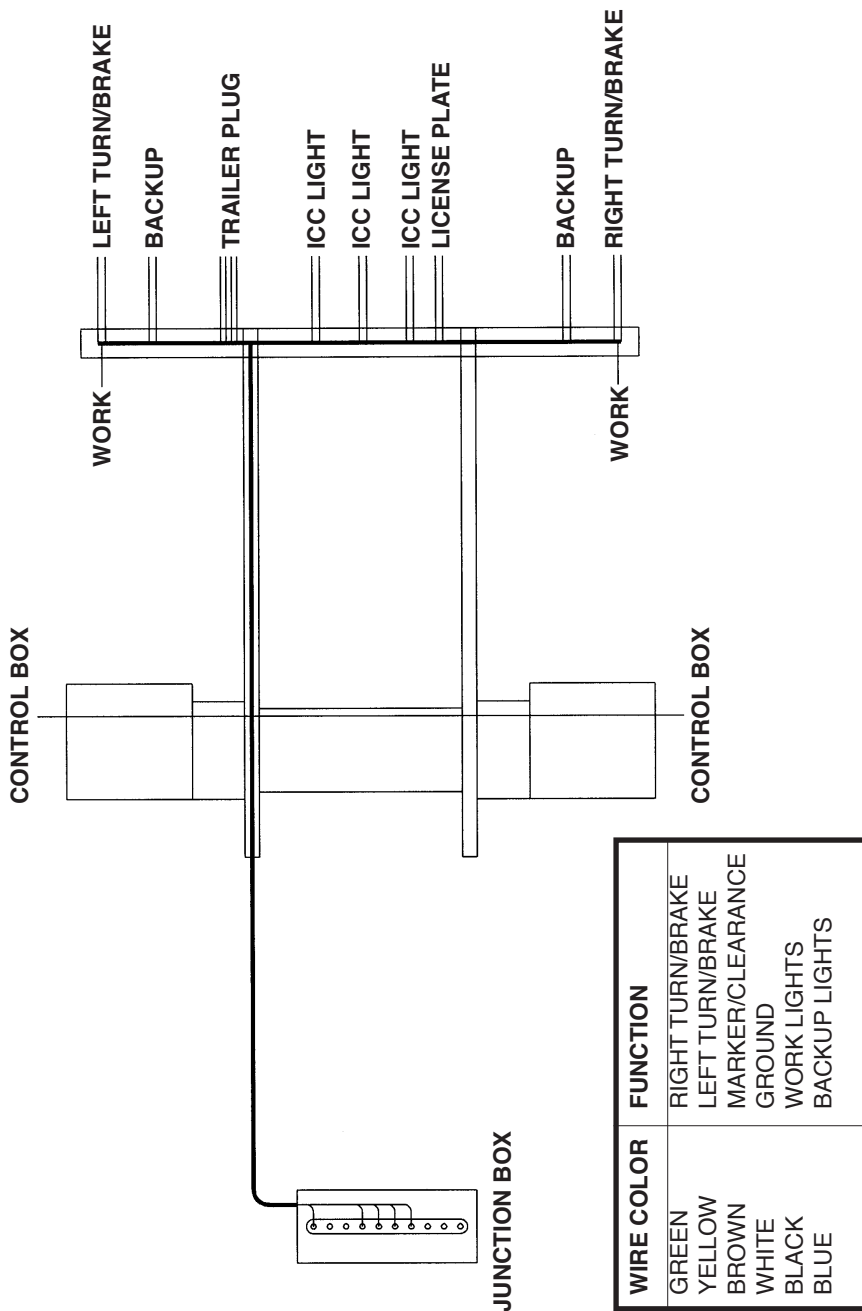 CONTROL BOX
WORK
LEFT TURN/BRAKE
BACKUP
TRAILER PLUG
ICC LIGHT
ICC LIGHT
ICC LIGHT
LICENSE PLATE
JUNCTION BOX
BACKUP
WORK
RIGHT TURN/BRAKE
CONTROL BOX
WIRE COLOR FUNCTION
GREEN RIGHT TURN/BRAKE
YELLOW LEFT TURN/BRAKE
BROWN MARKER/CLEARANCE
WHITE GROUND
BLACK WORK LIGHTS
BLUE BACKUP LIGHTS